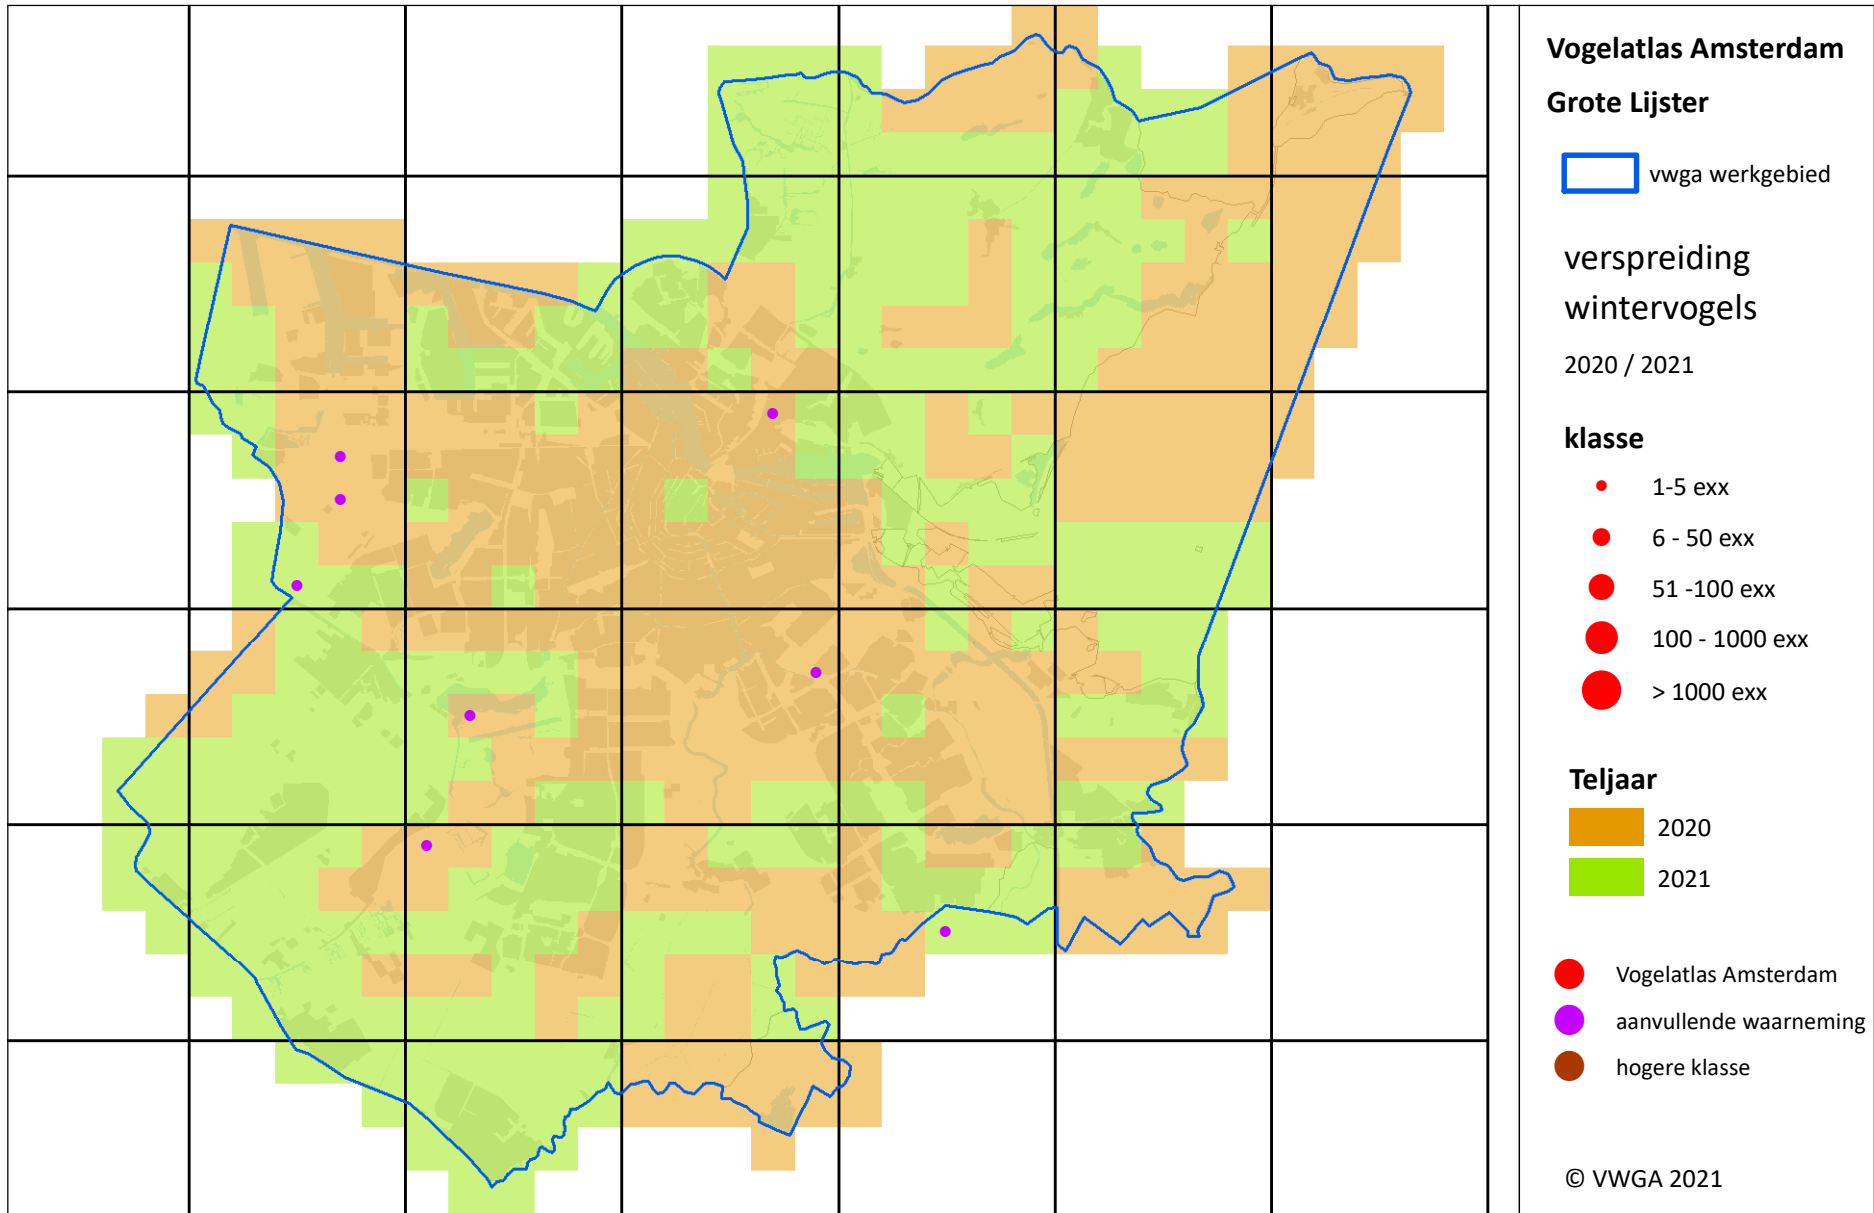 Vogelatlas Amsterdam
Grote Lijster
vwga werkgebied
verspreiding
wintervogels
2020 / 2021
klasse
1-5 exx
6 - 50 exx
51 -100 exx
100 - 1000 exx
> 1000 exx
Teljaar
2020
2021
Vogelatlas Amsterdam
aanvullende waarneming
hogere klasse
© VWGA 2021